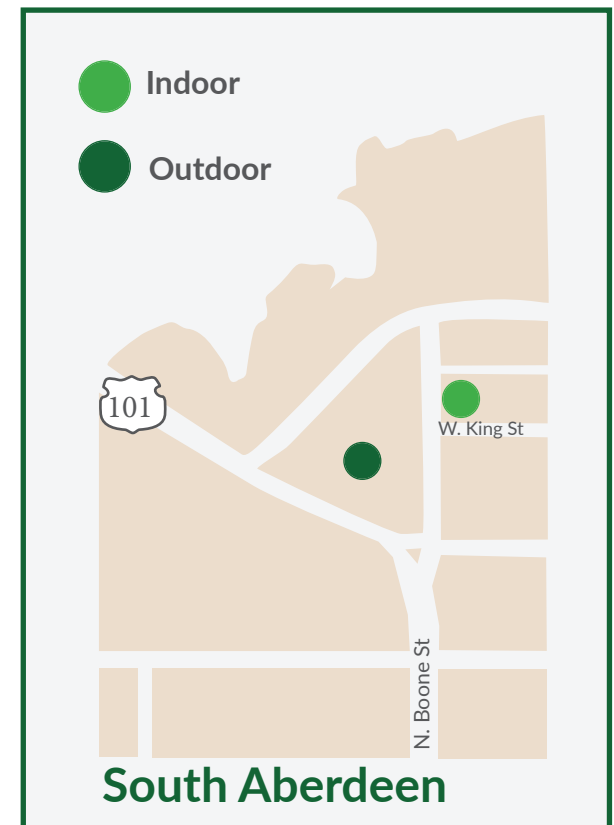 Indoor
Outdoor
101
W. King St
N. Boone St
South Aberdeen